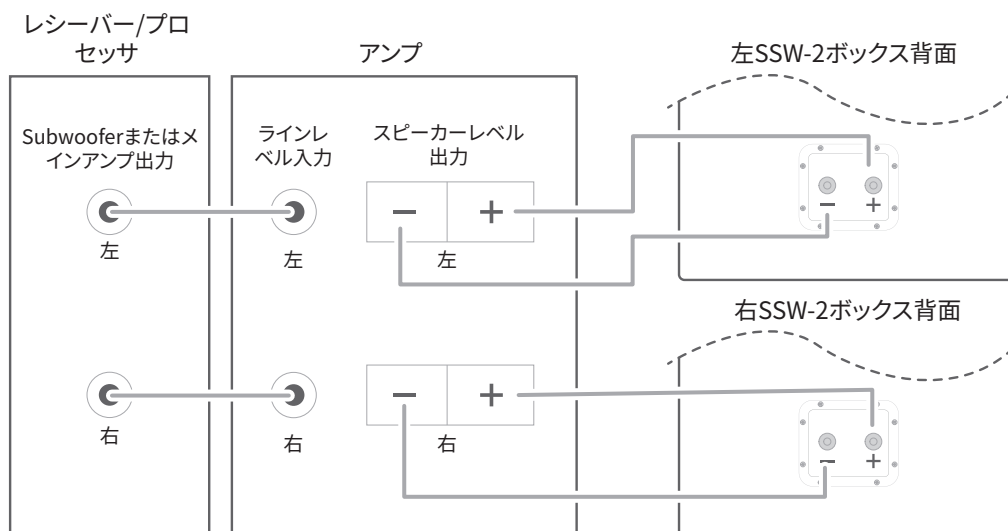 レシーバー/プロ
セッサ
アンプ
左SSW-2ボックス背面
Subwooferまたはメ
インアンプ出力
ラインレ
ベル入力
スピーカーレベル
出力
− +
− +
左
左
左
右SSW-2ボックス背面
− +
− +
右
右
右